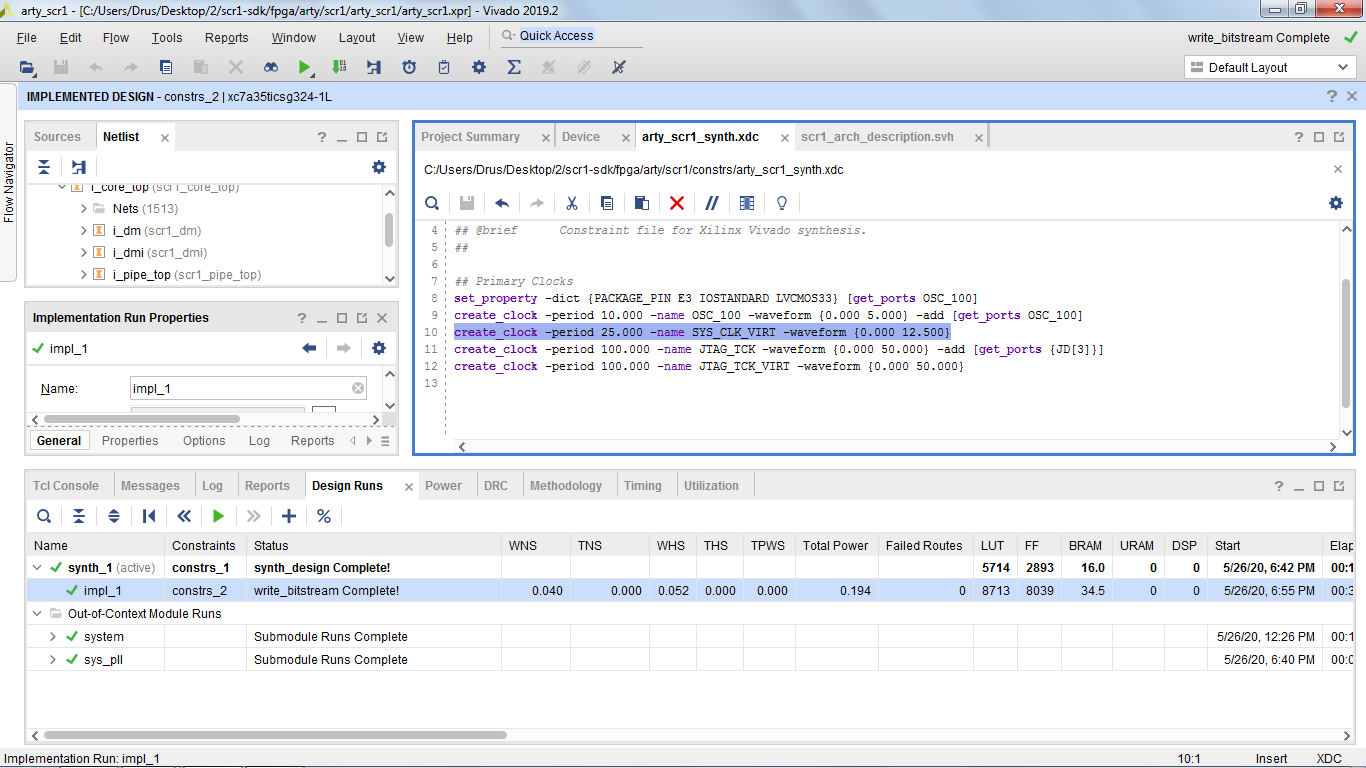 arty_scr1 - [C:/Users/Drus/Desktop/2/scr1-sdk/fpga/arty/scr1/arty_scr1/arty_scr1.xpr] - Vivado 2019.2
File Edit Flow Tools Reports Window Layout View Help Quick Access write_bitstream Complete
Default Layout
IMPLEMENTED DESIGN - constrs_2 | xc7a35ticsg324-1L
Flow Navigator
Sources Netlist
i_core_top (scr1_core_top)
Nets (1513)
i_dm (scr1_dm)
i_dmi (scr1_dmi)
i_pipe_top (scr1_pipe_top)
Implementation Run Properties
impl_1
Name: impl_1
General Properties Options Log Reports
Project Summary Device arty_scr1_synth.xdc scr1_arch_description.svh
C:/Users/Drus/Desktop/2/scr1-sdk/fpga/arty/scr1/constrs/arty_scr1_synth.xdc
4 ## @brief Constraint file for Xilinx Vivado synthesis.
5 ##
6
7 ## Primary Clocks
8 set_property -dict {PACKAGE_PIN E3 IOSTANDARD LVCMOS33} [get_ports OSC_100]
9 create_clock -period 10.000 -name OSC_100 -waveform {0.000 5.000} -add [get_ports OSC_100]
10 create_clock -period 25.000 -name SYS_CLK_VIRT -waveform {0.000 12.500}
11 create_clock -period 100.000 -name JTAG_TCK -waveform {0.000 50.000} -add [get_ports {JD[3]}]
12 create_clock -period 100.000 -name JTAG_TCK_VIRT -waveform {0.000 50.000}
13
Tcl Console Messages Log Reports Design Runs Power DRC Methodology Timing Utilization
Name Constraints Status WNS TNS WHS THS TPWS Total Power Failed Routes LUT FF BRAM URAM DSP Start Elap
synth_1 (active) constrs_1 synth_design Complete! 5714 2893 16.0 0 0 5/26/20, 6:42 PM 00:1
impl_1 constrs_2 write_bitstream Complete! 0.040 0.000 0.052 0.000 0.000 0.194 0 8713 8039 34.5 0 0 5/26/20, 6:55 PM 00:3
Out-of-Context Module Runs
system Submodule Runs Complete 5/26/20, 12:26 PM 00:1
sys_pll Submodule Runs Complete 5/26/20, 6:40 PM 00:0
Implementation Run: impl_1 10:1 Insert XDC